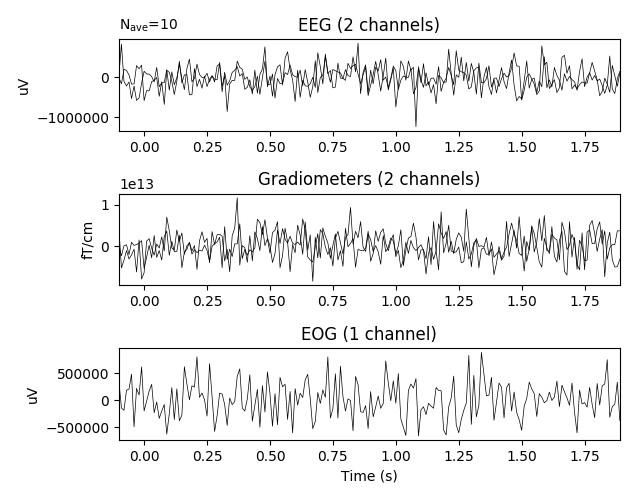 N_ave=10
EEG (2 channels)
uV
0
−1000000
0.00 0.25 0.50 0.75 1.00 1.25 1.50 1.75
Gradiometers (2 channels)
1e13
fT/cm
1
0
0.00 0.25 0.50 0.75 1.00 1.25 1.50 1.75
EOG (1 channel)
uV
500000
0
−500000
0.00 0.25 0.50 0.75 1.00 1.25 1.50 1.75
Time (s)